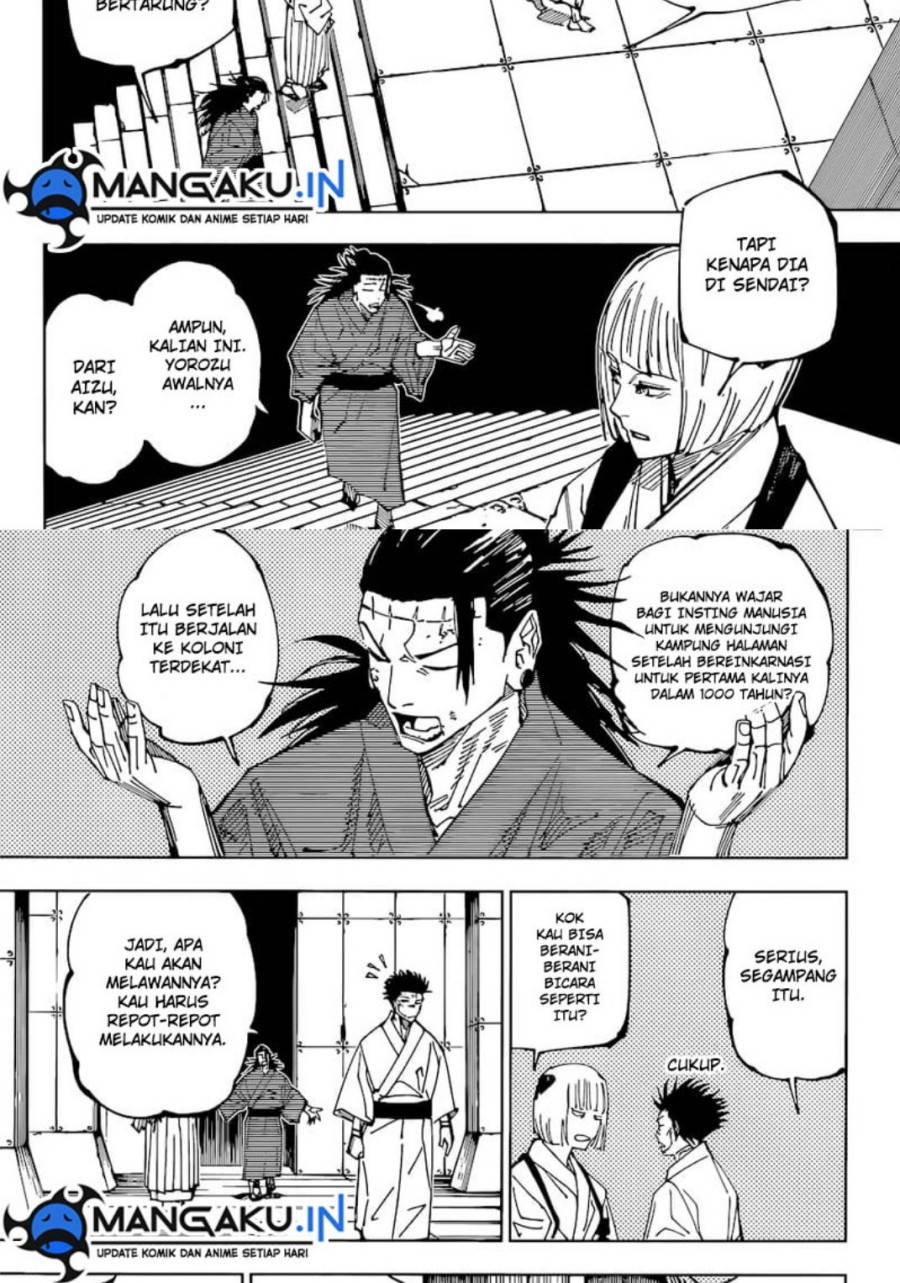 BERTARUNG?
MANGAKU.IN
UPDATE KOMIK DAN ANIME SETIAP HARI
TAPI
KENAPA DIA
DI SENDAI?
AMPUN,
KALIAN INI.
YOROZU
AWALNYA
...
DARI
AIZU,
KAN?
BUKANNYA WAJAR
BAGI INSTING MANUSIA
UNTUK MENGUNJUNGI
KAMPUNG HALAMAN
SETELAH BEREINKARNASI
UNTUK PERTAMA KALINYA
DALAM 1000 TAHUN?
LALU SETELAH
ITU BERJALAN
KE KOLONI
TERDEKAT...
SERIUS,
SEGAMPANG
ITU.
KOK
KAU BISA
BERANI-
BERANI
BICARA
SEPERTI
ITU?
CUKUP.
JADI, APA
KAU AKAN
MELAWANNYA?
KAU HARUS
REPOT-REPOT
MELAKUKANNYA.
MANGAKU.IN
UPDATE KOMIK DAN ANIME SETIAP HARI